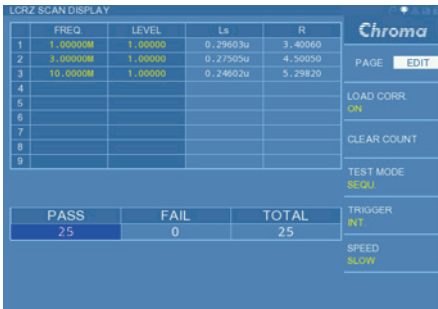 LCRZ SCAN DISPLAY
Chroma
FREQ. LEVEL Ls R
1 1.00000M 1.00000 0.29603u 3.40060
2 3.00000M 1.00000 0.27505u 4.50050
3 10.0000M 1.00000 0.24602u 5.29820
4
5
6
7
8
9
PASS FAIL TOTAL
25 0 25
PAGE EDIT
LOAD CORR.
ON
CLEAR COUNT
TEST MODE
SEQU.
TRIGGER
INT.
SPEED
SLOW